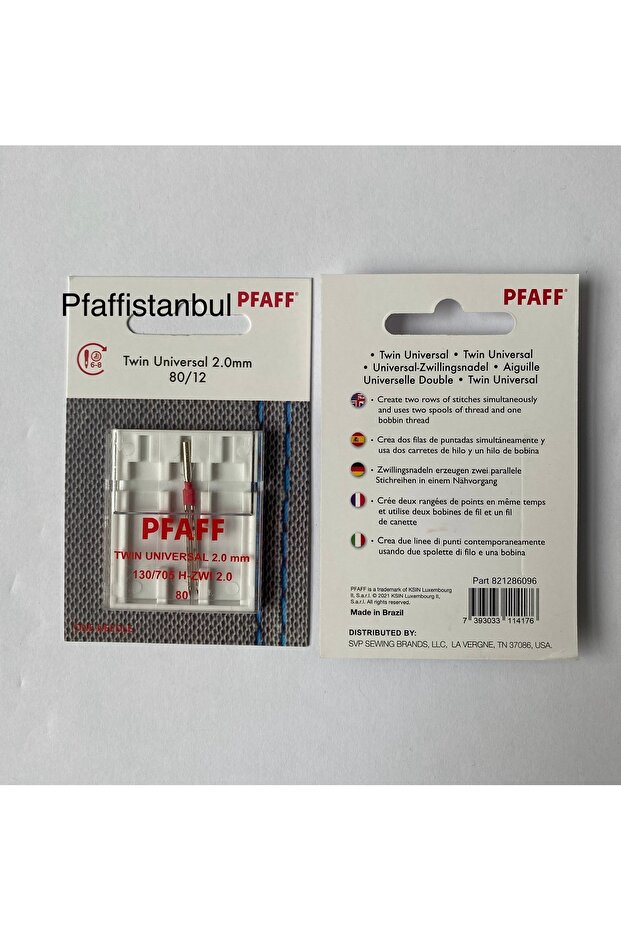 Pfaffistanbul
PFAFF®
6-8
Twin Universal 2.0mm
80/12
PFAFF
TWIN UNIVERSAL 2.0 mm
130/705 H-ZWI 2.0
80
PFAFF®
• Twin Universal • Twin Universal
• Universal-Zwillingsnadel • Aiguille
Universelle Double • Twin Universal
• Create two rows of stitches simultaneously
and uses two spools of thread and one
bobbin thread
• Crea dos filas de puntadas simultáneamente y
usa dos carretes de hilo y un hilo de bobina
• Zwillingsnadeln erzeugen zwei parallele
Stichreihen in einem Nähvorgang
• Crée deux rangées de points en même temps
et utilise deux bobines de fil et un fil
de canette
• Crea due linee di punti contemporaneamente
usando due spolette di filo e una bobina
Part 821286096
PFAFF is a trademark of KSIN Luxembourg
II, S.a.r.l. © 2021 KSIN Luxembourg II,
S.a.r.l. All rights reserved.
Made in Brazil
7 393033 114176
DISTRIBUTED BY:
SVP SEWING BRANDS, LLC, LA VERGNE, TN 37086, USA.